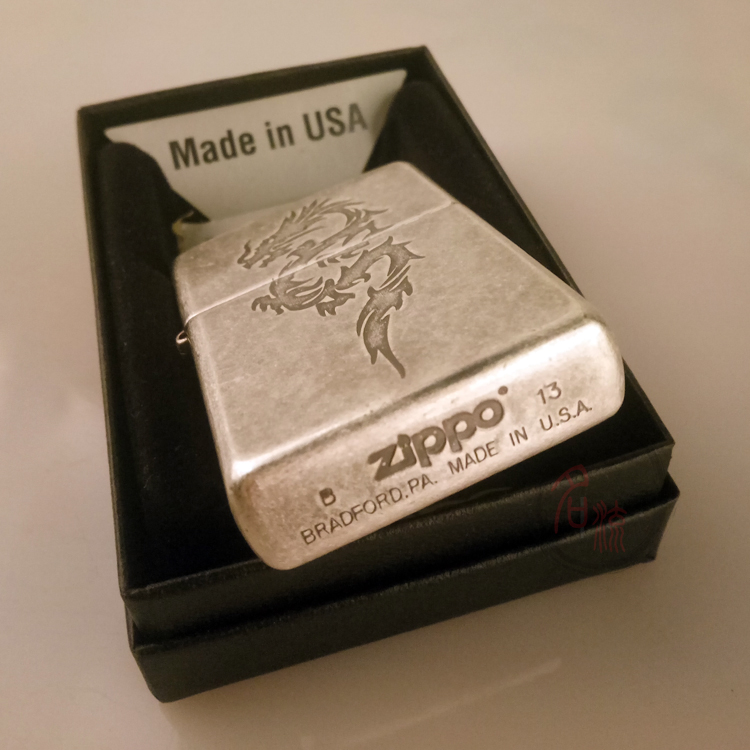 Made in USA
B zippo 13
BRADFORD.PA. MADE IN U.S.A.